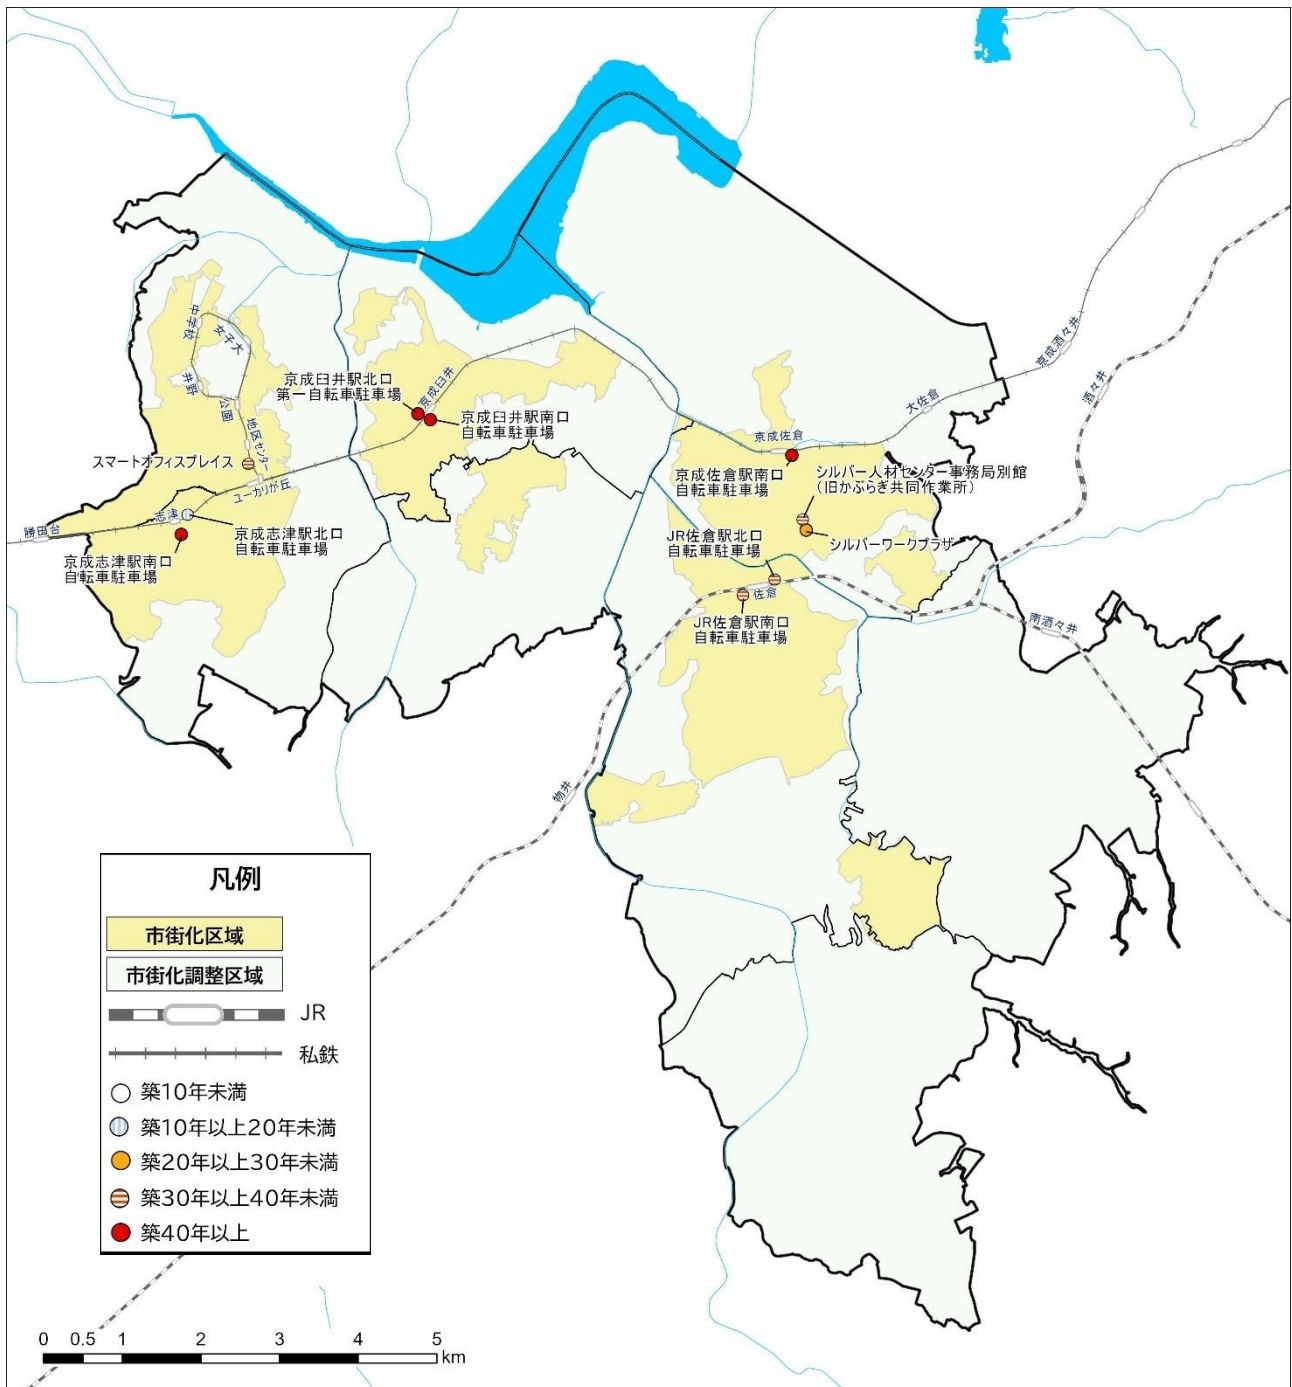 中学校
女子大
井野
公園
地区センター
京成臼井駅北口
第一自転車駐車場
京成臼井
京成臼井駅南口
自転車駐車場
スマートオフィスプレイス
ユーカリが丘
志津
勝田台
京成志津駅南口
自転車駐車場
京成志津駅北口
自転車駐車場
京成酒々井
酒々井
大佐倉
京成佐倉
京成佐倉駅南口
自転車駐車場
シルバー人材センター事務局別館
（旧かぶらぎ共同作業所）
シルバーワークプラザ
JR佐倉駅北口
自転車駐車場
佐倉
JR佐倉駅南口
自転車駐車場
南酒々井
物井
凡例
市街化区域
市街化調整区域
JR
私鉄
築10年未満
築10年以上20年未満
築20年以上30年未満
築30年以上40年未満
築40年以上
0 0.5 1 2 3 4 5
km